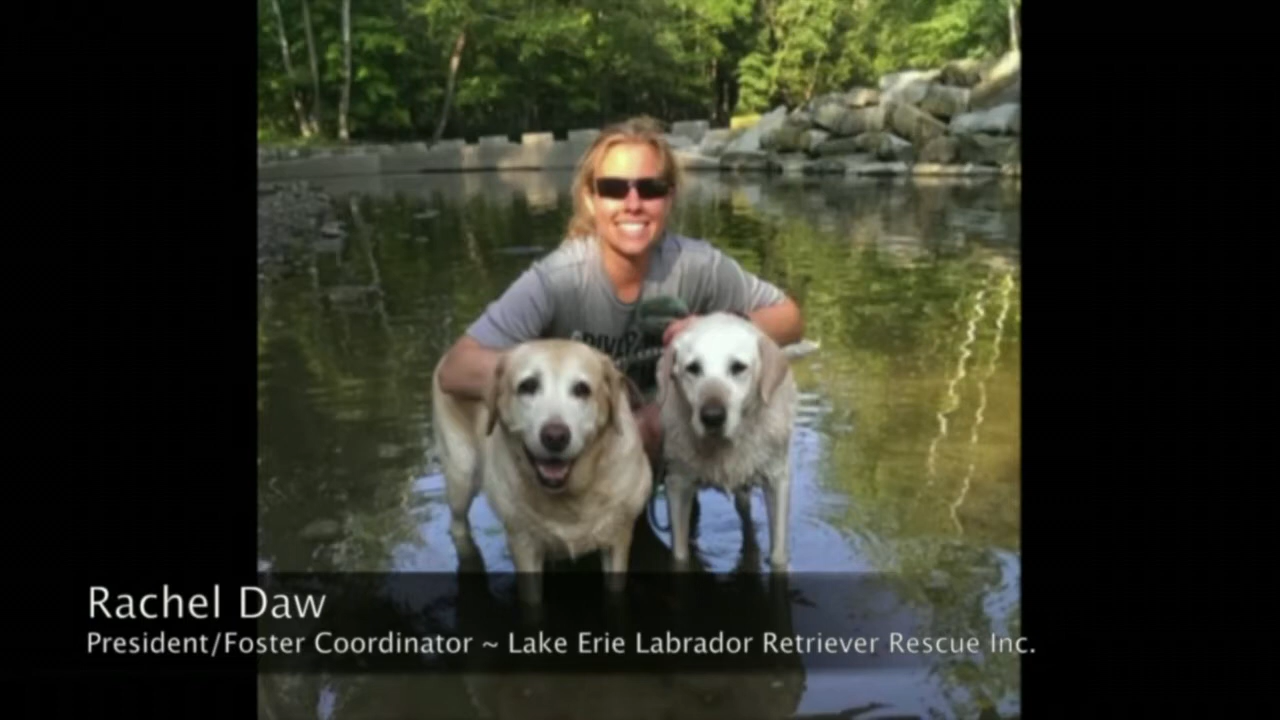 Rachel Daw
President/Foster Coordinator ~ Lake Erie Labrador Retriever Rescue Inc.